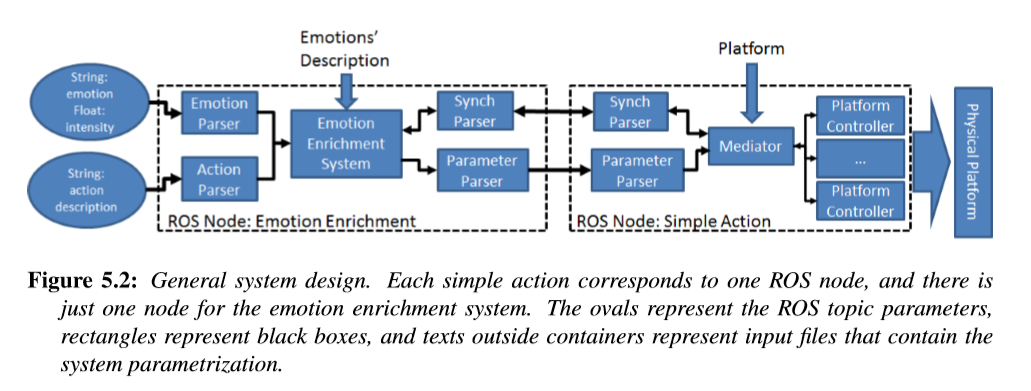 Emotions'
Description
Platform
String:
emotion
Float:
intensity
String:
action
description
Emotion
Parser
Action
Parser
Emotion
Enrichment
System
Synch
Parser
Parameter
Parser
ROS Node: Emotion Enrichment
Synch
Parser
Parameter
Parser
Mediator
Platform
Controller
...
Platform
Controller
ROS Node: Simple Action
Physical Platform
Figure 5.2: General system design. Each simple action corresponds to one ROS node, and there is
just one node for the emotion enrichment system. The ovals represent the ROS topic parameters,
rectangles represent black boxes, and texts outside containers represent input files that contain the
system parametrization.